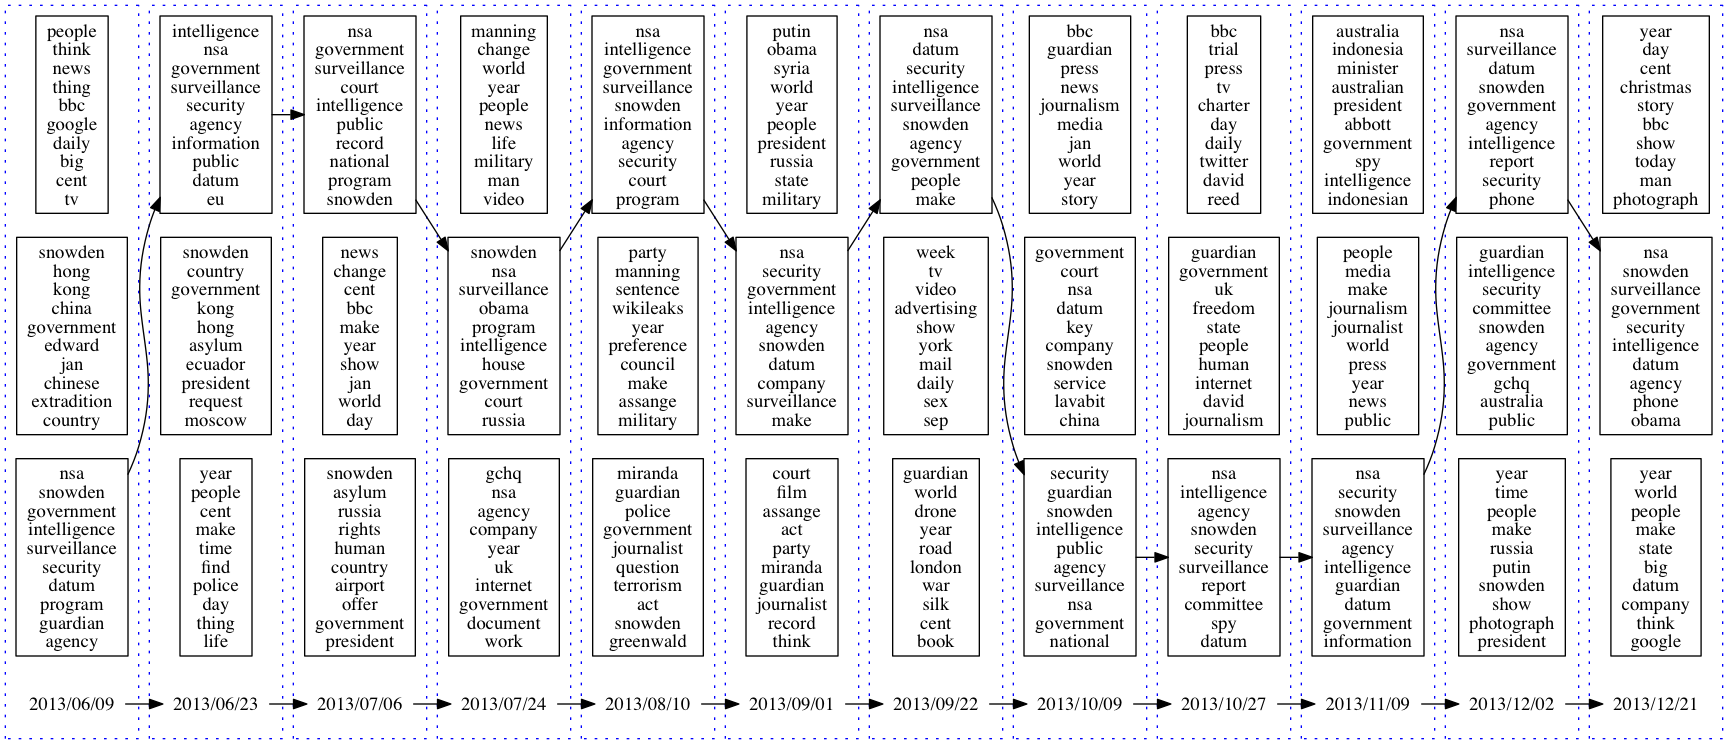 people
think
news
thing
bbc
google
daily
big
cent
tv
snowden
hong
kong
china
government
edward
jan
chinese
extradition
country
nsa
snowden
government
intelligence
surveillance
security
datum
program
guardian
agency
2013/06/09
intelligence
nsa
government
surveillance
security
agency
information
public
datum
eu
snowden
country
government
kong
hong
asylum
ecuador
president
request
moscow
year
people
cent
make
time
find
police
day
thing
life
2013/06/23
nsa
government
surveillance
court
intelligence
public
record
national
program
snowden
news
change
cent
bbc
make
year
show
jan
world
day
snowden
asylum
russia
rights
human
country
airport
offer
government
president
2013/07/06
manning
change
world
year
people
news
life
military
man
video
snowden
nsa
surveillance
obama
program
intelligence
house
government
court
russia
gchq
nsa
agency
company
year
uk
internet
government
document
work
2013/07/24
nsa
intelligence
government
surveillance
snowden
information
agency
security
court
program
party
manning
sentence
wikileaks
year
preference
council
make
assange
military
miranda
guardian
police
government
journalist
question
terrorism
act
snowden
greenwald
2013/08/10
putin
obama
syria
world
year
people
president
russia
state
military
nsa
security
government
intelligence
agency
snowden
datum
company
surveillance
make
court
film
assange
act
party
miranda
guardian
journalist
record
think
2013/09/01
nsa
datum
security
intelligence
surveillance
snowden
agency
government
people
make
week
tv
video
advertising
show
york
mail
daily
sex
sep
guardian
world
drone
year
road
london
war
silk
cent
book
2013/09/22
bbc
guardian
press
news
journalism
media
jan
world
year
story
government
court
nsa
datum
key
company
snowden
service
lavabit
china
security
guardian
snowden
intelligence
public
agency
surveillance
nsa
government
national
2013/10/09
bbc
trial
press
tv
charter
day
daily
twitter
david
reed
guardian
government
uk
freedom
state
people
human
internet
david
journalism
nsa
intelligence
agency
snowden
security
surveillance
report
committee
spy
datum
2013/10/27
australia
indonesia
minister
australian
president
abbott
government
spy
intelligence
indonesian
people
media
make
journalism
journalist
world
press
year
news
public
nsa
security
snowden
surveillance
agency
intelligence
guardian
datum
government
information
2013/11/09
nsa
surveillance
datum
snowden
government
agency
intelligence
report
security
phone
guardian
intelligence
security
committee
snowden
agency
government
gchq
australia
public
year
time
people
make
russia
putin
snowden
show
photograph
president
2013/12/02
year
day
cent
christmas
story
bbc
show
today
man
photograph
nsa
snowden
surveillance
government
security
intelligence
datum
agency
phone
obama
year
world
people
make
state
big
datum
company
think
google
2013/12/21